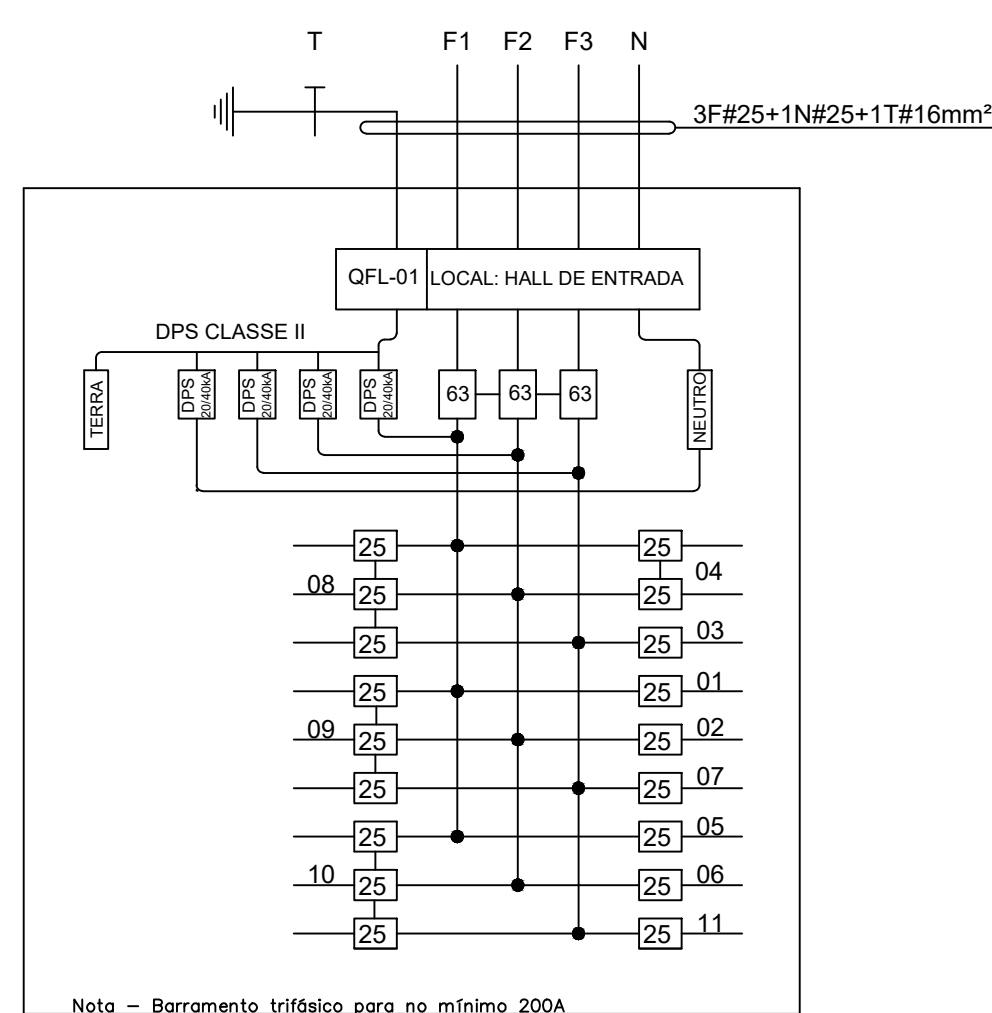 T F1 F2 F3 N
3F#25+1N#25+1T#16mm²
QFL-01 LOCAL: HALL DE ENTRADA
DPS CLASSE II
TERRA
DPS
20/40kA
DPS
20/40kA
DPS
20/40kA
DPS
20/40kA
63 63 63
NEUTRO
25 25
04
08 25 25
25 25 03
25 25 01
09 25 25 02
25 25 07
25 25 05
10 25 25 06
25 25 11
Nota – Barramento trifásico para no mínimo 200A